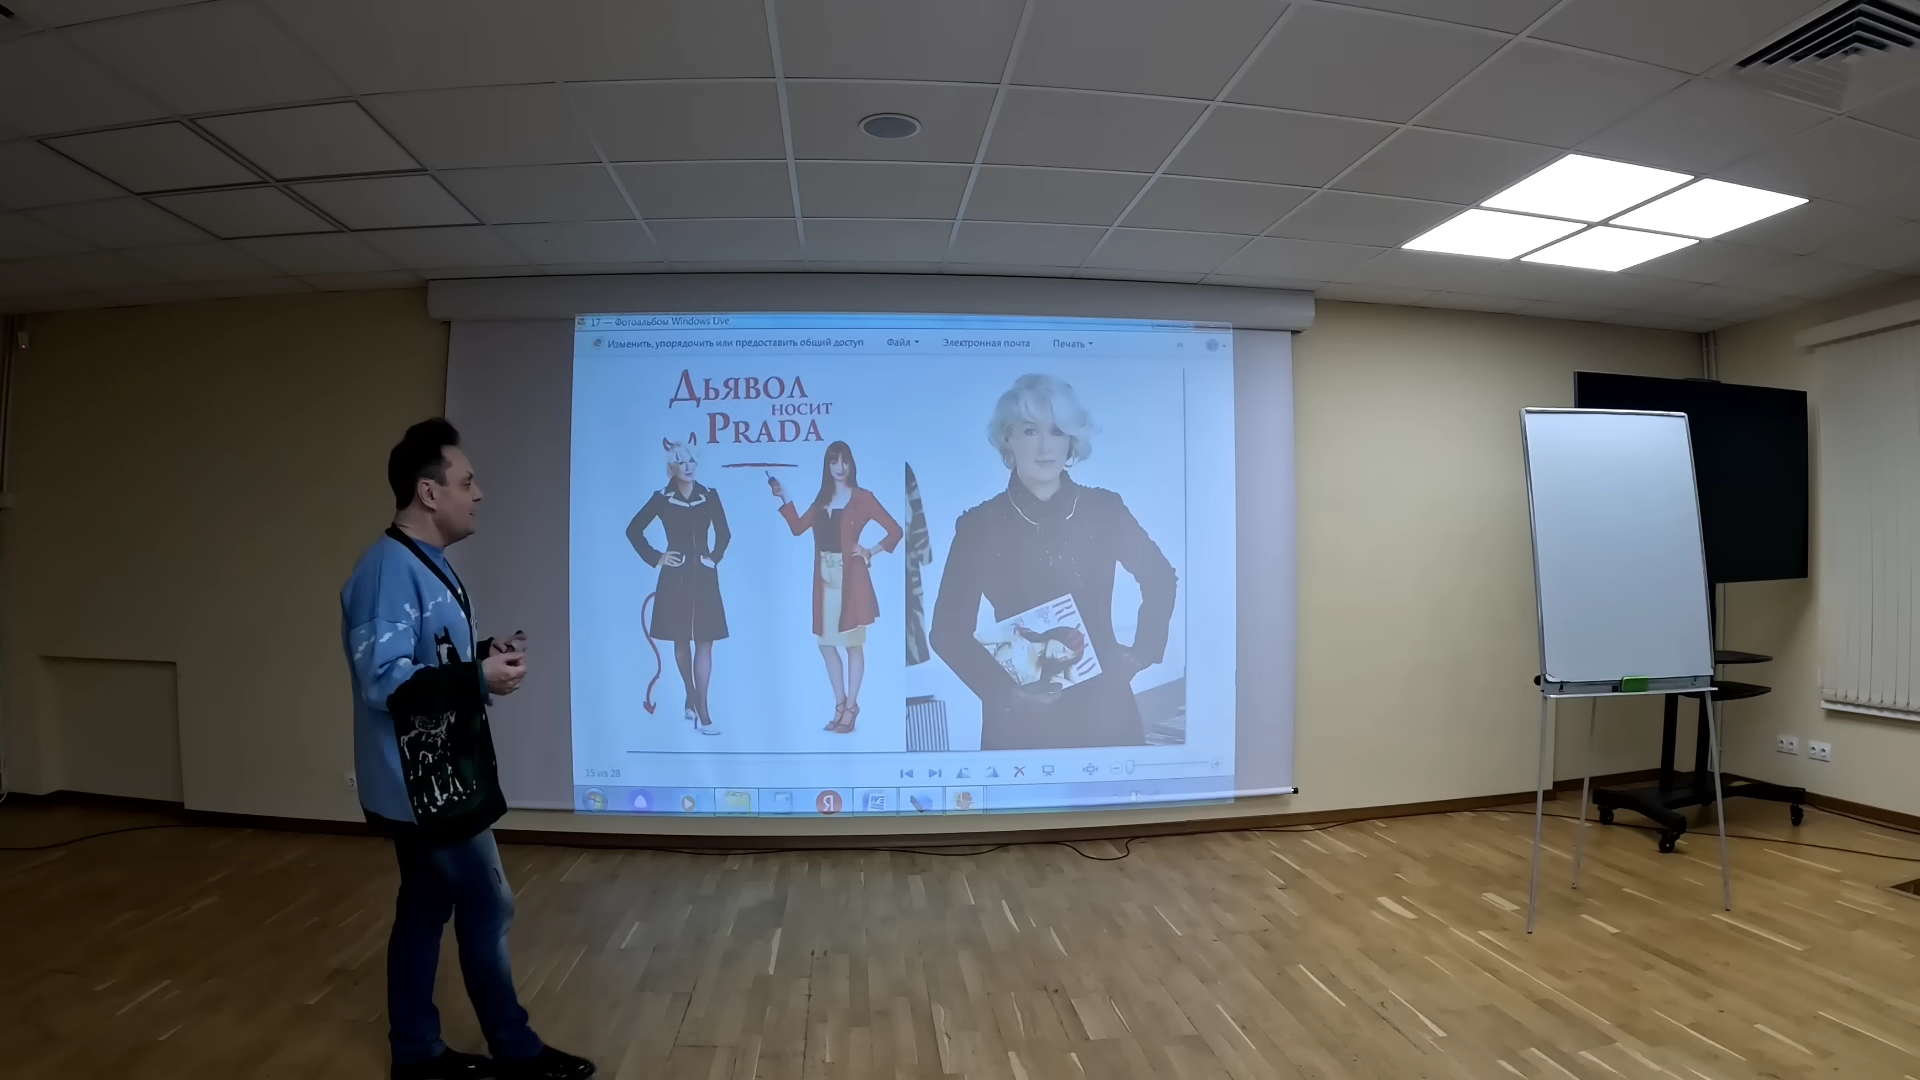 17 — Фотоальбом Windows Live
Изменить, упорядочить или предоставить общий доступ Файл Электронная почта Печать
Дьявол
носит
Prada
15 из 28
Я